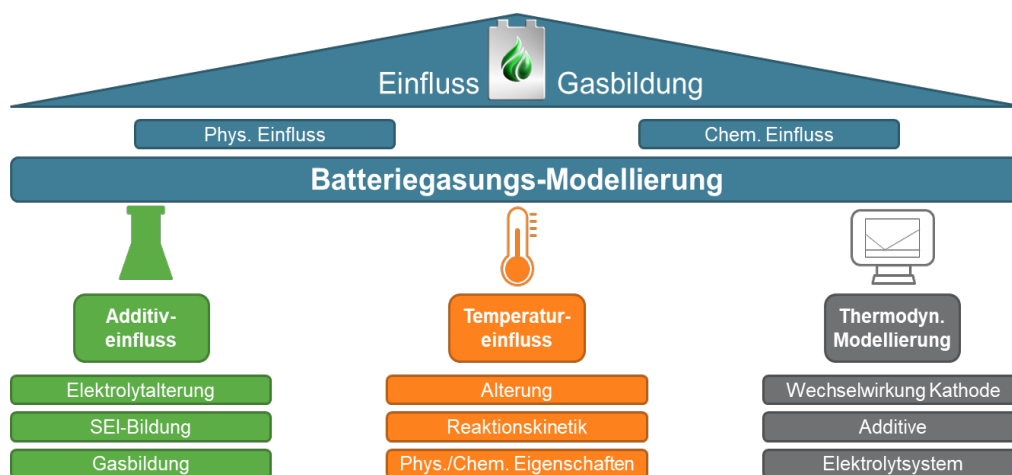 Einfluss Gasbildung
Phys. Einfluss
Chem. Einfluss
Batteriegasungs-Modellierung
Additiv-
einfluss
Temperatur-
einfluss
Thermodyn.
Modellierung
Elektrolytalterung
Alterung
Wechselwirkung Kathode
SEI-Bildung
Reaktionskinetik
Additive
Gasbildung
Phys./Chem. Eigenschaften
Elektrolytsystem